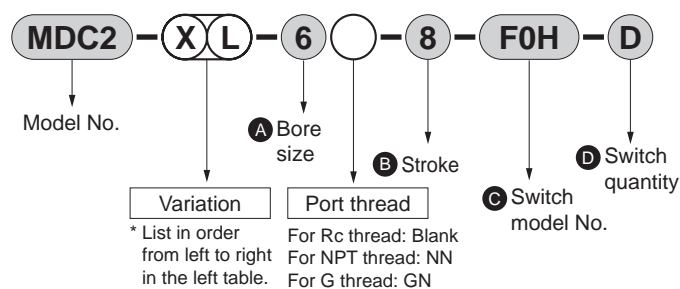 MDC2-XL-6-8-F0H-D
Model No.
A Bore
size
B Stroke
C Switch
model No.
D Switch
quantity
Variation
* List in order
from left to right
in the left table.
Port thread
For Rc thread: Blank
For NPT thread: NN
For G thread: GN